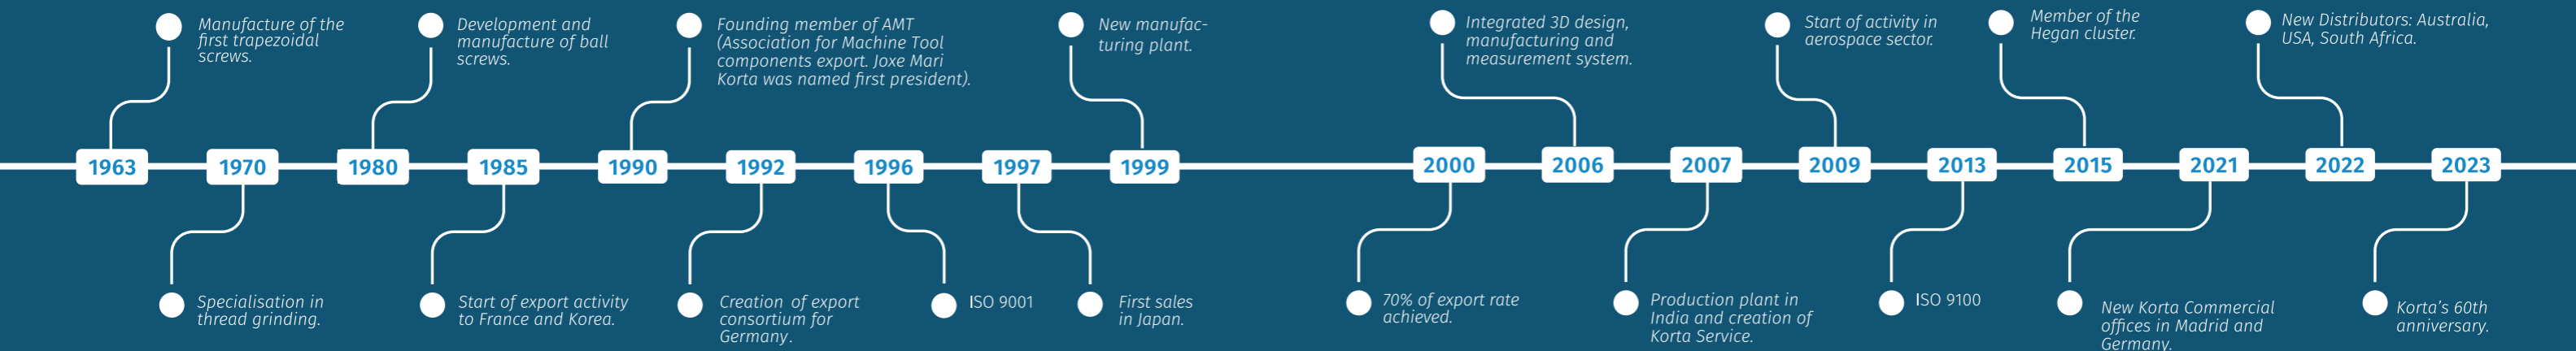 Manufacture of the
first trapezoidal
screws.
Development and
manufacture of ball
screws.
Founding member of AMT
(Association for Machine Tool
components export. Joxe Mari
Korta was named first president).
New manufac-
turing plant.
Integrated 3D design,
manufacturing and
measurement system.
Start of activity in
aerospace sector.
Member of the
Hegan cluster.
New Distributors: Australia,
USA, South Africa.
1963
1970
1980
1985
1990
1992
1996
1997
1999
2000
2006
2007
2009
2013
2015
2021
2022
2023
Specialisation in
thread grinding.
Start of export activity
to France and Korea.
Creation of export
consortium for
Germany.
ISO 9001
First sales
in Japan.
70% of export rate
achieved.
Production plant in
India and creation of
Korta Service.
ISO 9100
New Korta Commercial
offices in Madrid and
Germany.
Korta’s 60th
anniversary.